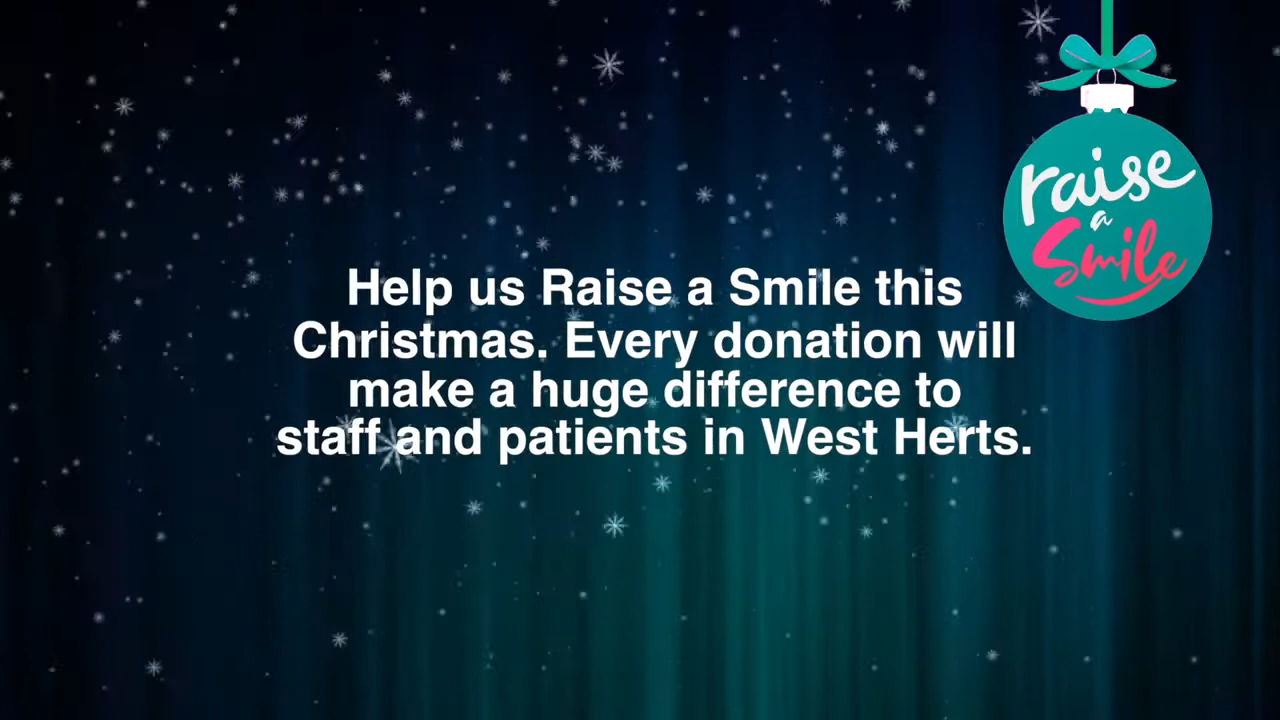 raise
a
Smile
Help us Raise a Smile this
Christmas. Every donation will
make a huge difference to
staff and patients in West Herts.